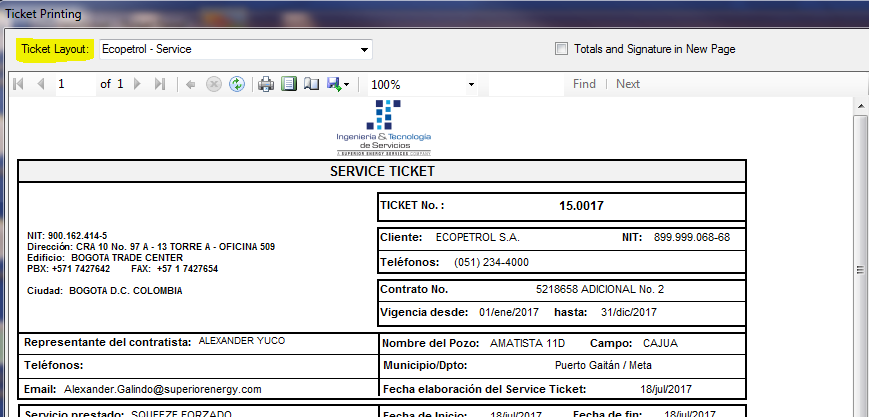 Ticket Printing
Ticket Layout: Ecopetrol - Service Totals and Signature in New Page
1 of 1 100% Find | Next
Ingeniería & Tecnología
de Servicios
A SUPERIOR ENERGY SERVICES COMPANY
SERVICE TICKET
TICKET No. : 15.0017
NIT: 900.162.414-5
Dirección: CRA 10 No. 97 A - 13 TORRE A - OFICINA 509
Edificio: BOGOTA TRADE CENTER
PBX: +571 7427642 FAX: +57 1 7427654
Ciudad: BOGOTA D.C. COLOMBIA
Cliente: ECOPETROL S.A. NIT: 899.999.068-68
Teléfonos: (051) 234-4000
Contrato No. 5218658 ADICIONAL No. 2
Vigencia desde: 01/ene/2017 hasta: 31/dic/2017
Representante del contratista: ALEXANDER YUCO
Nombre del Pozo: AMATISTA 11D Campo: CAJUA
Teléfonos:
Municipio/Dpto: Puerto Gaitán / Meta
Email: Alexander.Galindo@superiorenergy.com
Fecha elaboración del Service Ticket: 18/jul/2017
Servicio prestado: SQUEEZE FORZADO
Fecha de Inicio: 18/jul/2017 Fecha de fin: 18/jul/2017